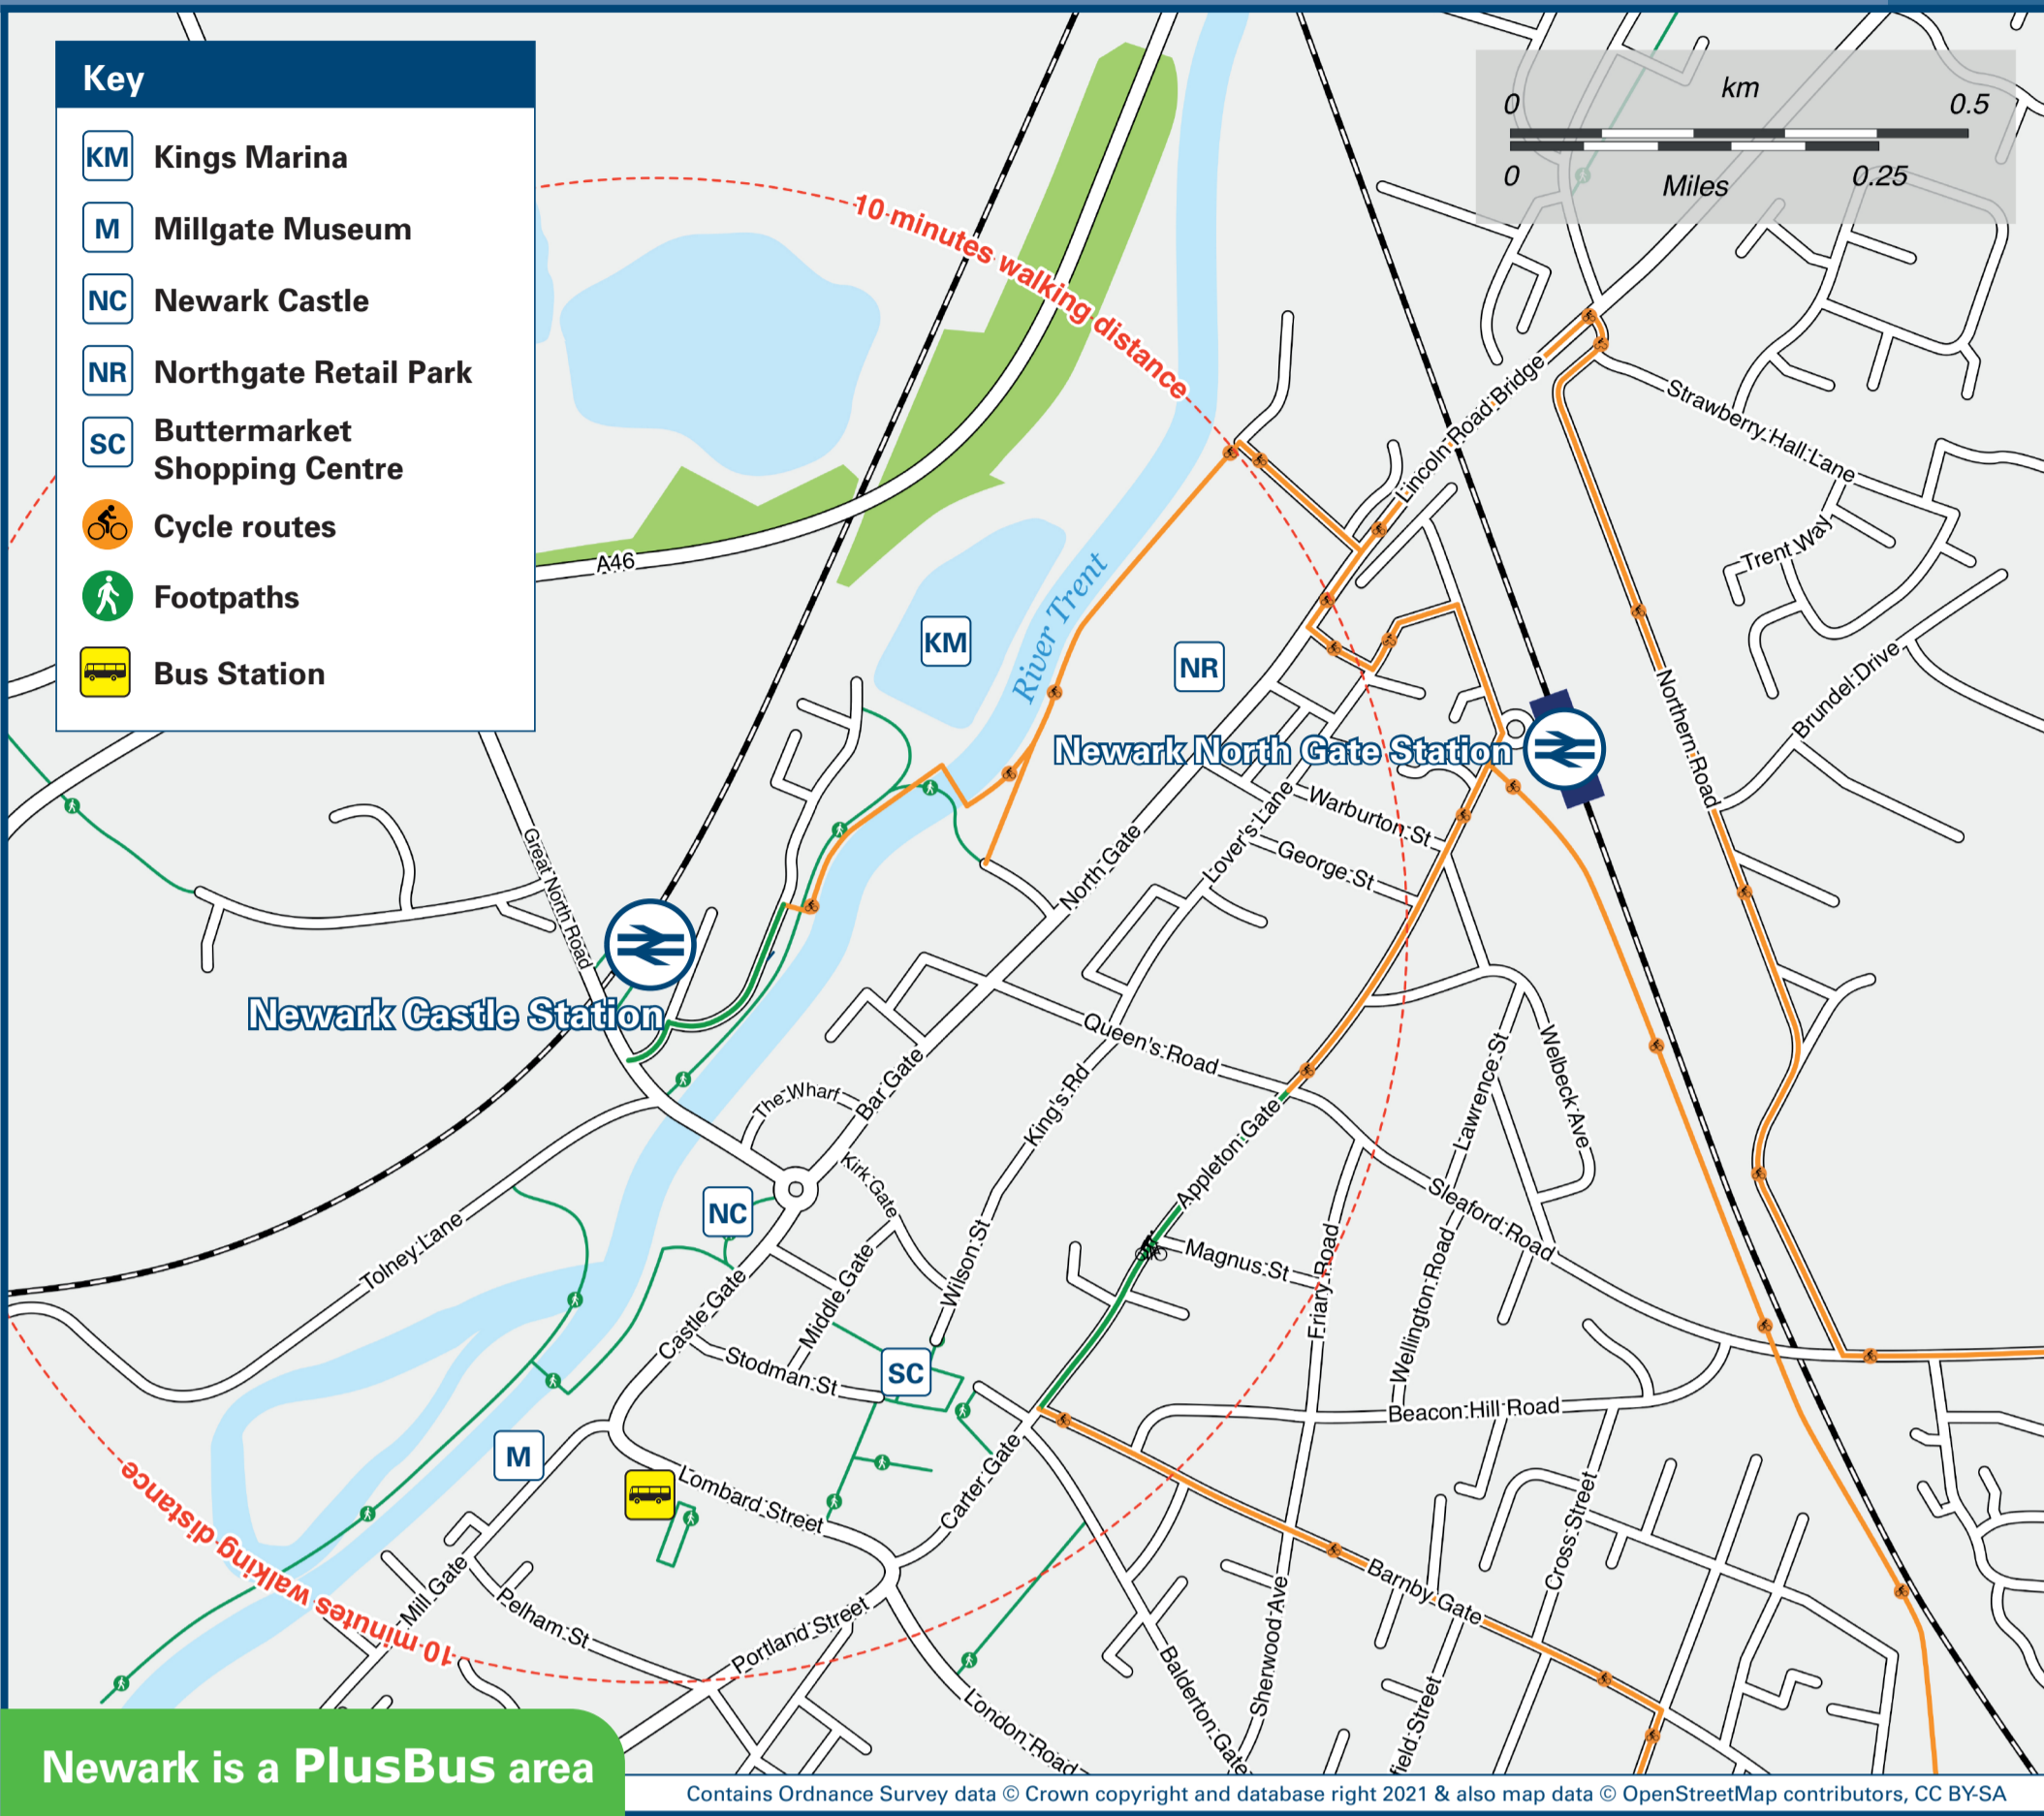 Key
KM Kings Marina
M Millgate Museum
NC Newark Castle
NR Northgate Retail Park
SC Buttermarket
Shopping Centre
Cycle routes
Footpaths
Bus Station
km
0 0.5
0 0.25
Miles
10 minutes walking distance
Lincoln Road Bridge
Strawberry Hall Lane
A46
Trent Way
River Trent
KM
NR
Northern Road
Brundel Drive
Newark North Gate Station
Warburton St
Lover's Lane
George St
North Gate
Great North Road
Newark Castle Station
Queen's Road
Bar Gate
The Wharf
King's Rd
Lawrence St
Welbeck Ave
Appleton Gate
Kirk Gate
NC
Sleaford Road
Tolney Lane
Magnus St
Friary Road
Wellington Road
Wilson St
Middle Gate
Castle Gate
Stodman St
SC
Beacon Hill Road
M
Lombard Street
Carter Gate
Cross Street
Barnby Gate
10 minutes walking distance
Mill Gate
Pelham St
Portland Street
Sherwood Ave
Balderton Gate
London Road
field Street
Newark is a PlusBus area
Contains Ordnance Survey data © Crown copyright and database right 2021 & also map data © OpenStreetMap contributors, CC BY-SA